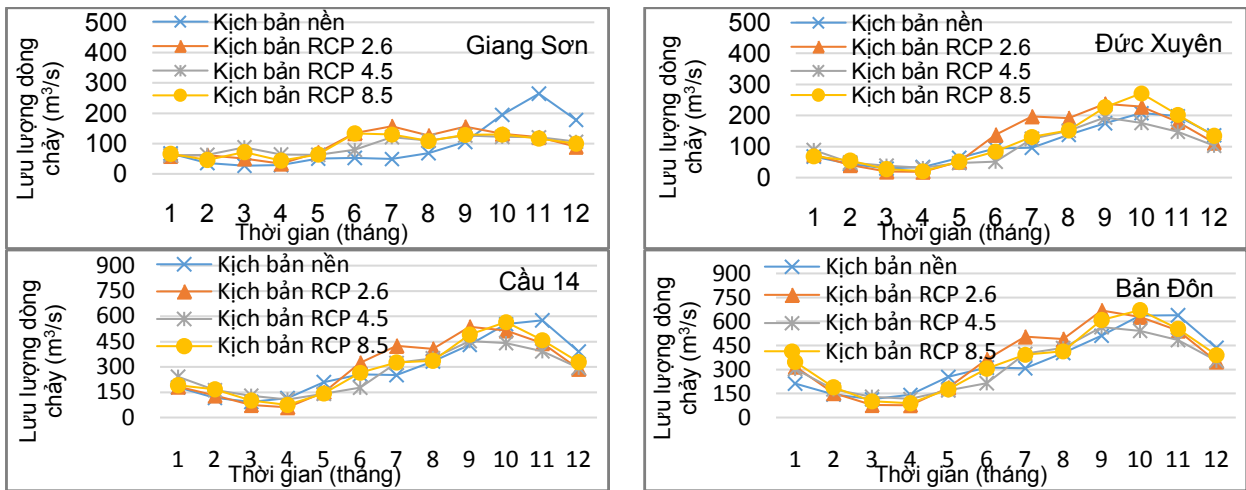 500
400
300
200
100
0
Lưu lượng dòng
chảy (m³/s)
Kịch bản nền
Kịch bản RCP 2.6
Kịch bản RCP 4.5
Kịch bản RCP 8.5
Giang Sơn
1 2 3 4 5 6 7 8 9 10 11 12
Thời gian (tháng)
500
400
300
200
100
0
Lưu lượng dòng
chảy (m³/s)
Kịch bản nền
Kịch bản RCP 2.6
Kịch bản RCP 4.5
Kịch bản RCP 8.5
Đức Xuyên
1 2 3 4 5 6 7 8 9 10 11 12
Thời gian (tháng)
900
750
600
450
300
150
0
Lưu lượng dòng
chảy (m³/s)
Kịch bản nền
Kịch bản RCP 2.6
Kịch bản RCP 4.5
Kịch bản RCP 8.5
Cầu 14
1 2 3 4 5 6 7 8 9 10 11 12
Thời gian (tháng)
900
750
600
450
300
150
0
Lưu lượng dòng
chảy (m³/s)
Kịch bản nền
Kịch bản RCP 2.6
Kịch bản RCP 4.5
Kịch bản RCP 8.5
Bản Đôn
1 2 3 4 5 6 7 8 9 10 11 12
Thời gian (tháng)